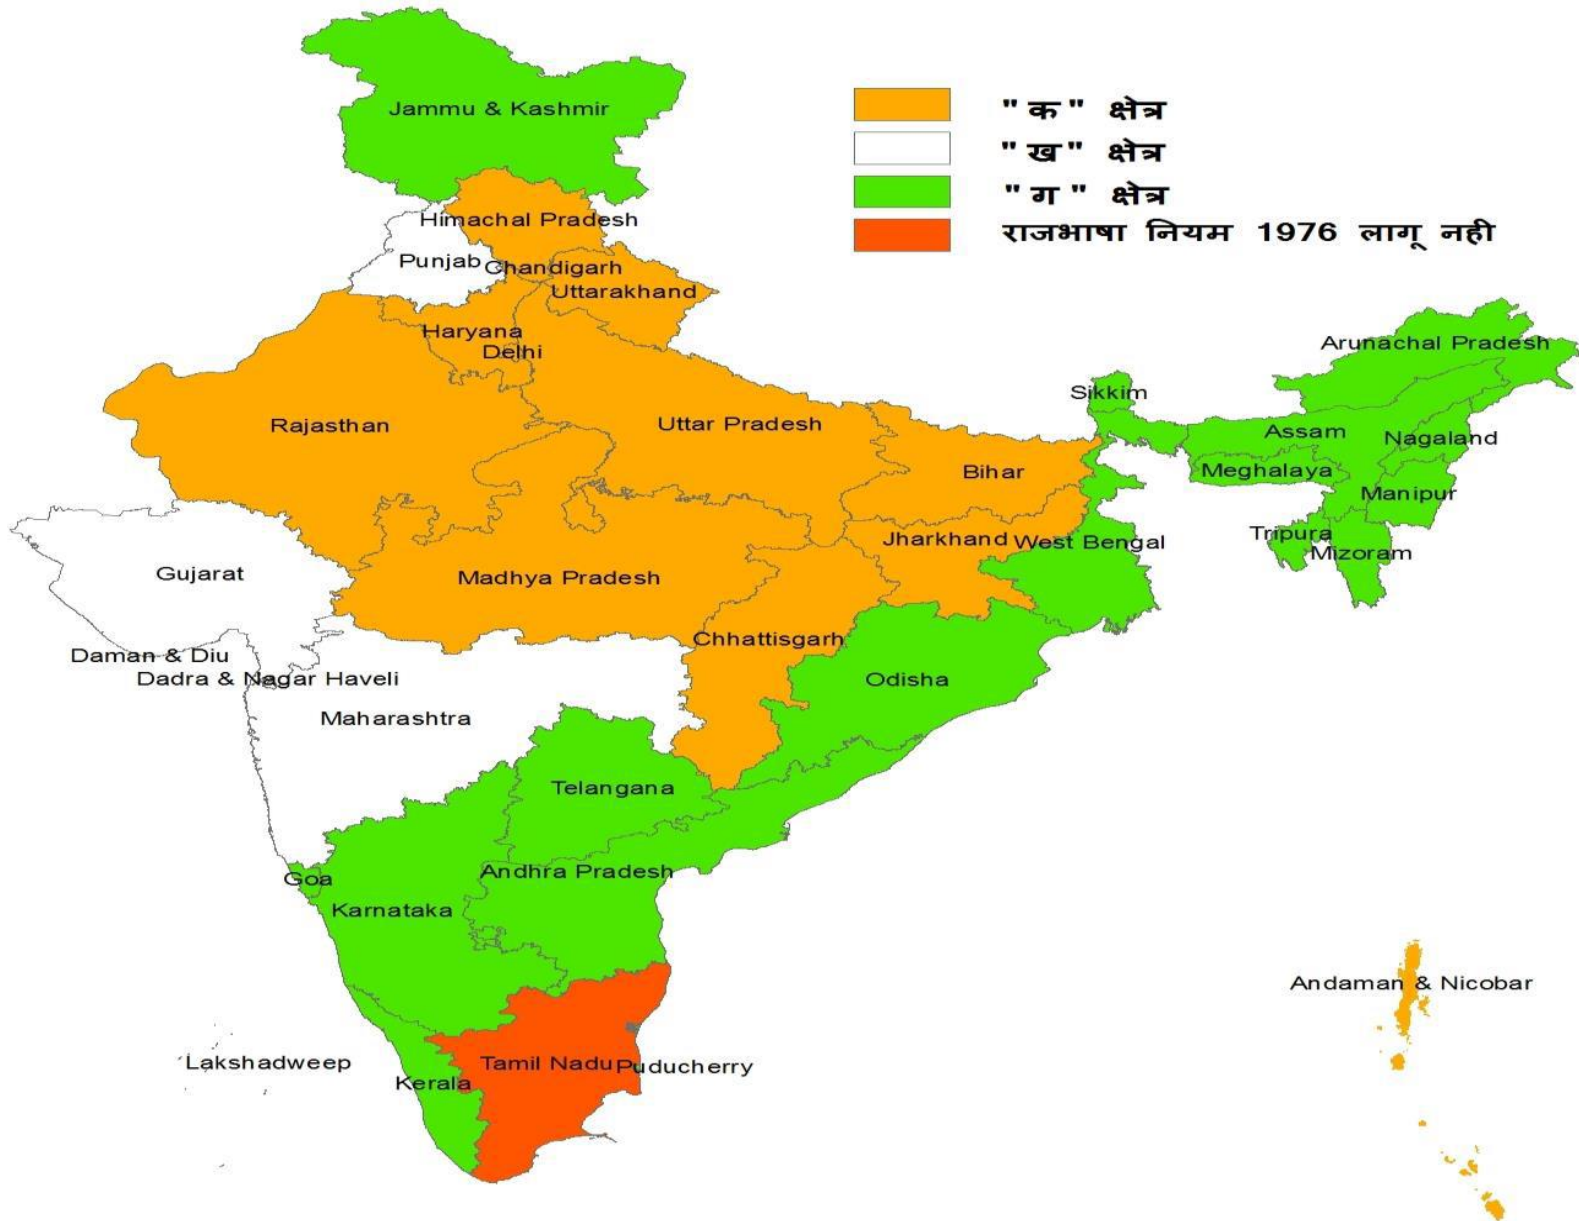 Jammu & Kashmir
"क" क्षेत्र
"ख" क्षेत्र
"ग" क्षेत्र
राजभाषा नियम 1976 लागू नही
Himachal Pradesh
Punjab
Chandigarh
Uttarakhand
Haryana
Delhi
Arunachal Pradesh
Sikkim
Rajasthan
Uttar Pradesh
Assam
Nagaland
Bihar
Meghalaya
Manipur
Tripura
Mizoram
Jharkhand
West Bengal
Gujarat
Madhya Pradesh
Chhattisgarh
Daman & Diu
Dadra & Nagar Haveli
Odisha
Maharashtra
Telangana
Andhra Pradesh
Goa
Karnataka
Andaman & Nicobar
Lakshadweep
Tamil Nadu
Puducherry
Kerala